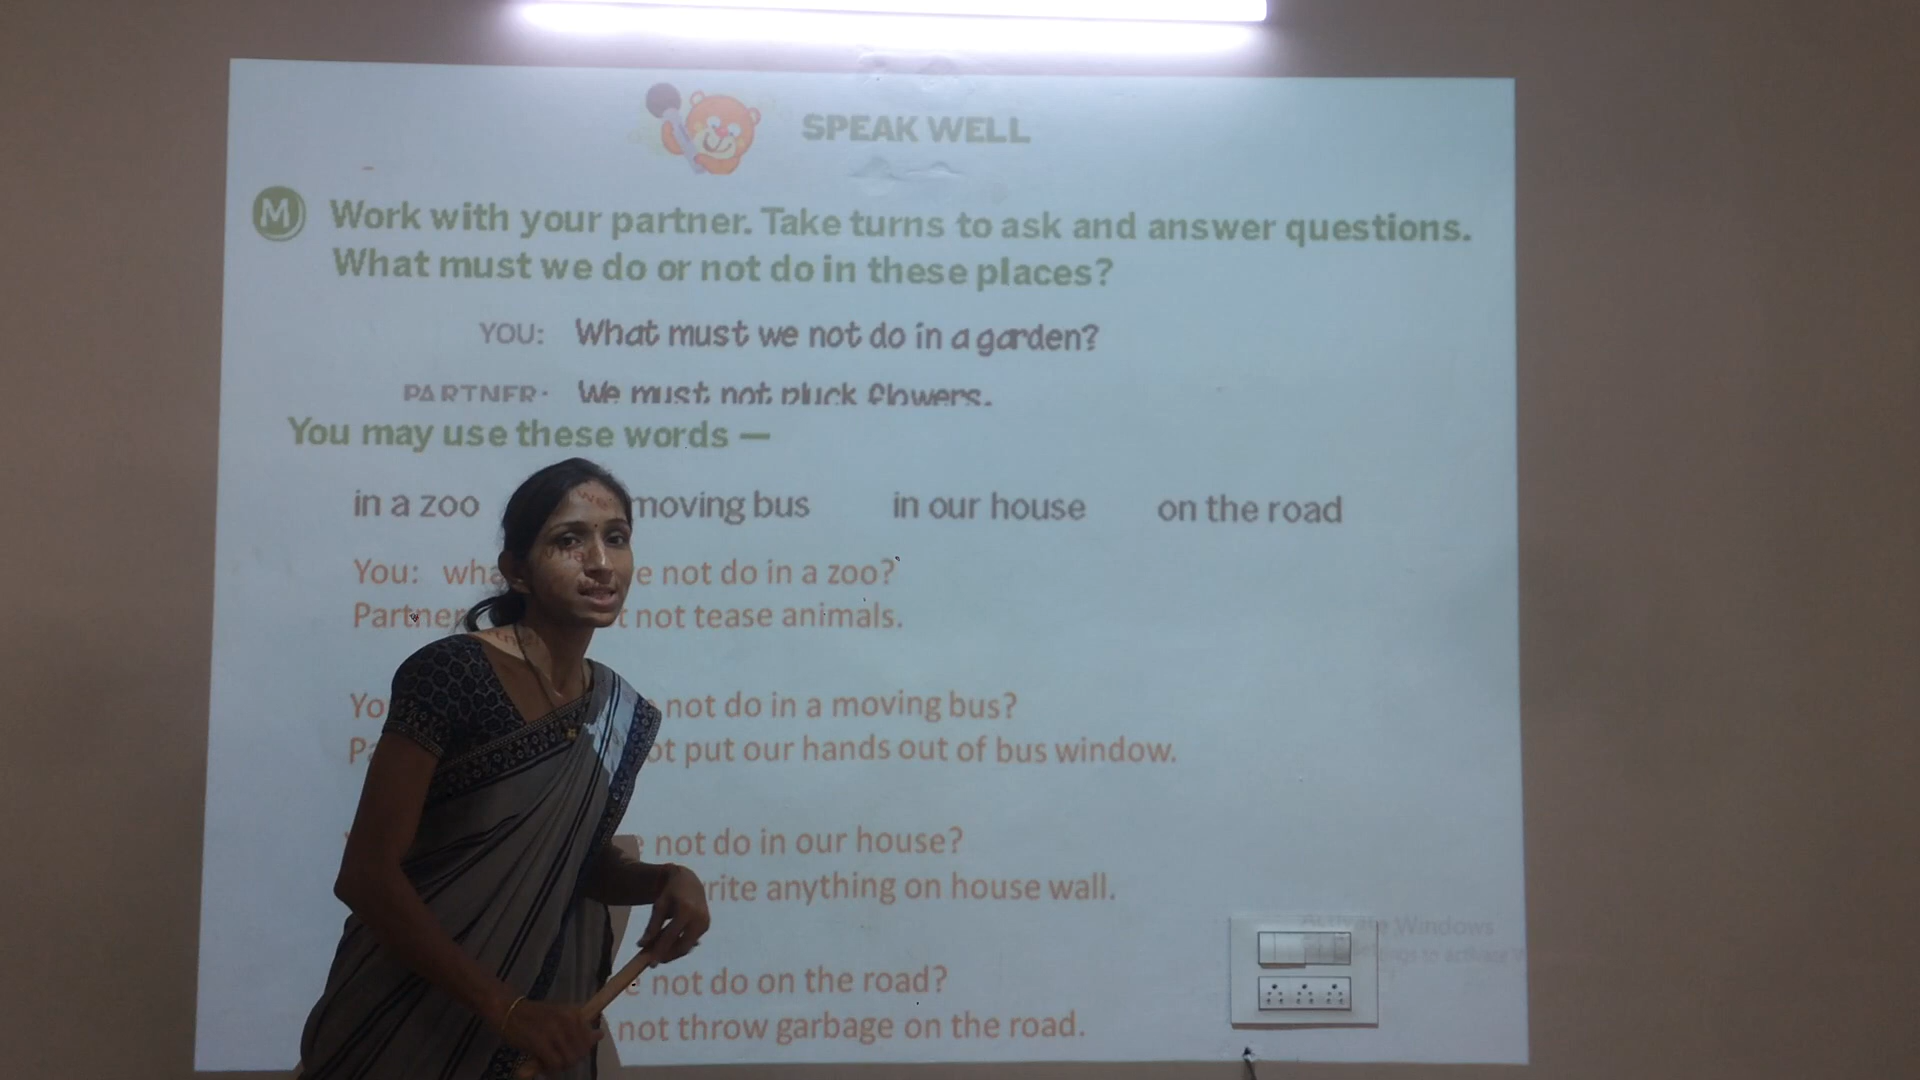 SPEAK WELL
M Work with your partner. Take turns to ask and answer questions.
What must we do or not do in these places?
YOU: What must we not do in a garden?
PARTNER: We must not pluck flowers.
You may use these words —
in a zoo moving bus in our house on the road
You: not do in a zoo?
Partner not tease animals.
not do in a moving bus?
put our hands out of bus window.
not do in our house?
anything on house wall.
Activate Windows
not do on the road?
not throw garbage on the road.